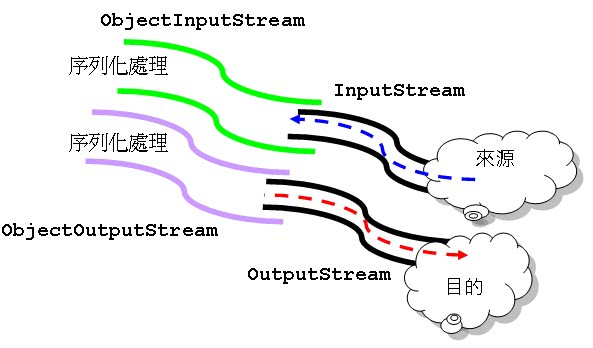 ObjectInputStream
序列化處理
InputStream
序列化處理
來源
ObjectOutputStream
OutputStream
目的